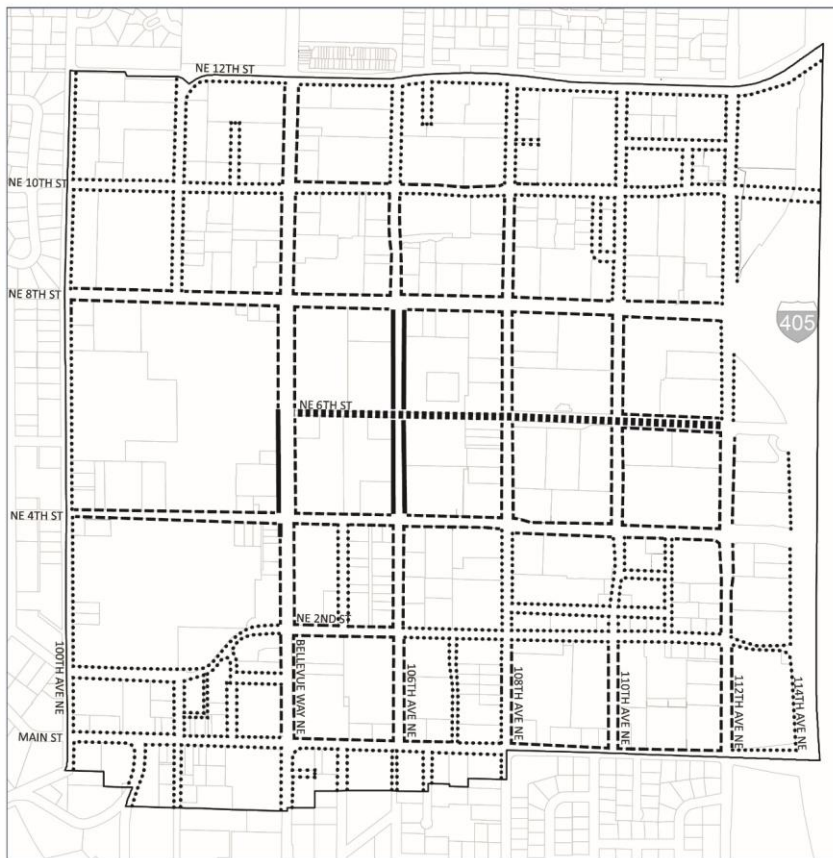 NE 12TH ST
NE 10TH ST
NE 8TH ST
405
NE 6TH ST
NE 4TH ST
NE 2ND ST
100TH AVE NE
BELLEVUE WAY NE
106TH AVE NE
108TH AVE NE
110TH AVE NE
112TH AVE NE
114TH AVE NE
MAIN ST